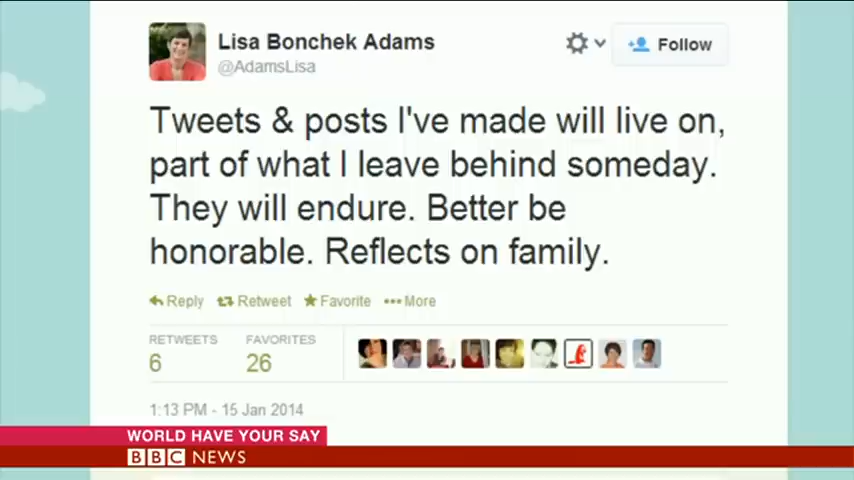 Lisa Bonchek Adams
@AdamsLisa
Follow
Tweets & posts I've made will live on,
part of what I leave behind someday.
They will endure. Better be
honorable. Reflects on family.
Reply Retweet Favorite More
RETWEETS FAVORITES
6 26
1:13 PM - 15 Jan 2014
WORLD HAVE YOUR SAY
BBC NEWS